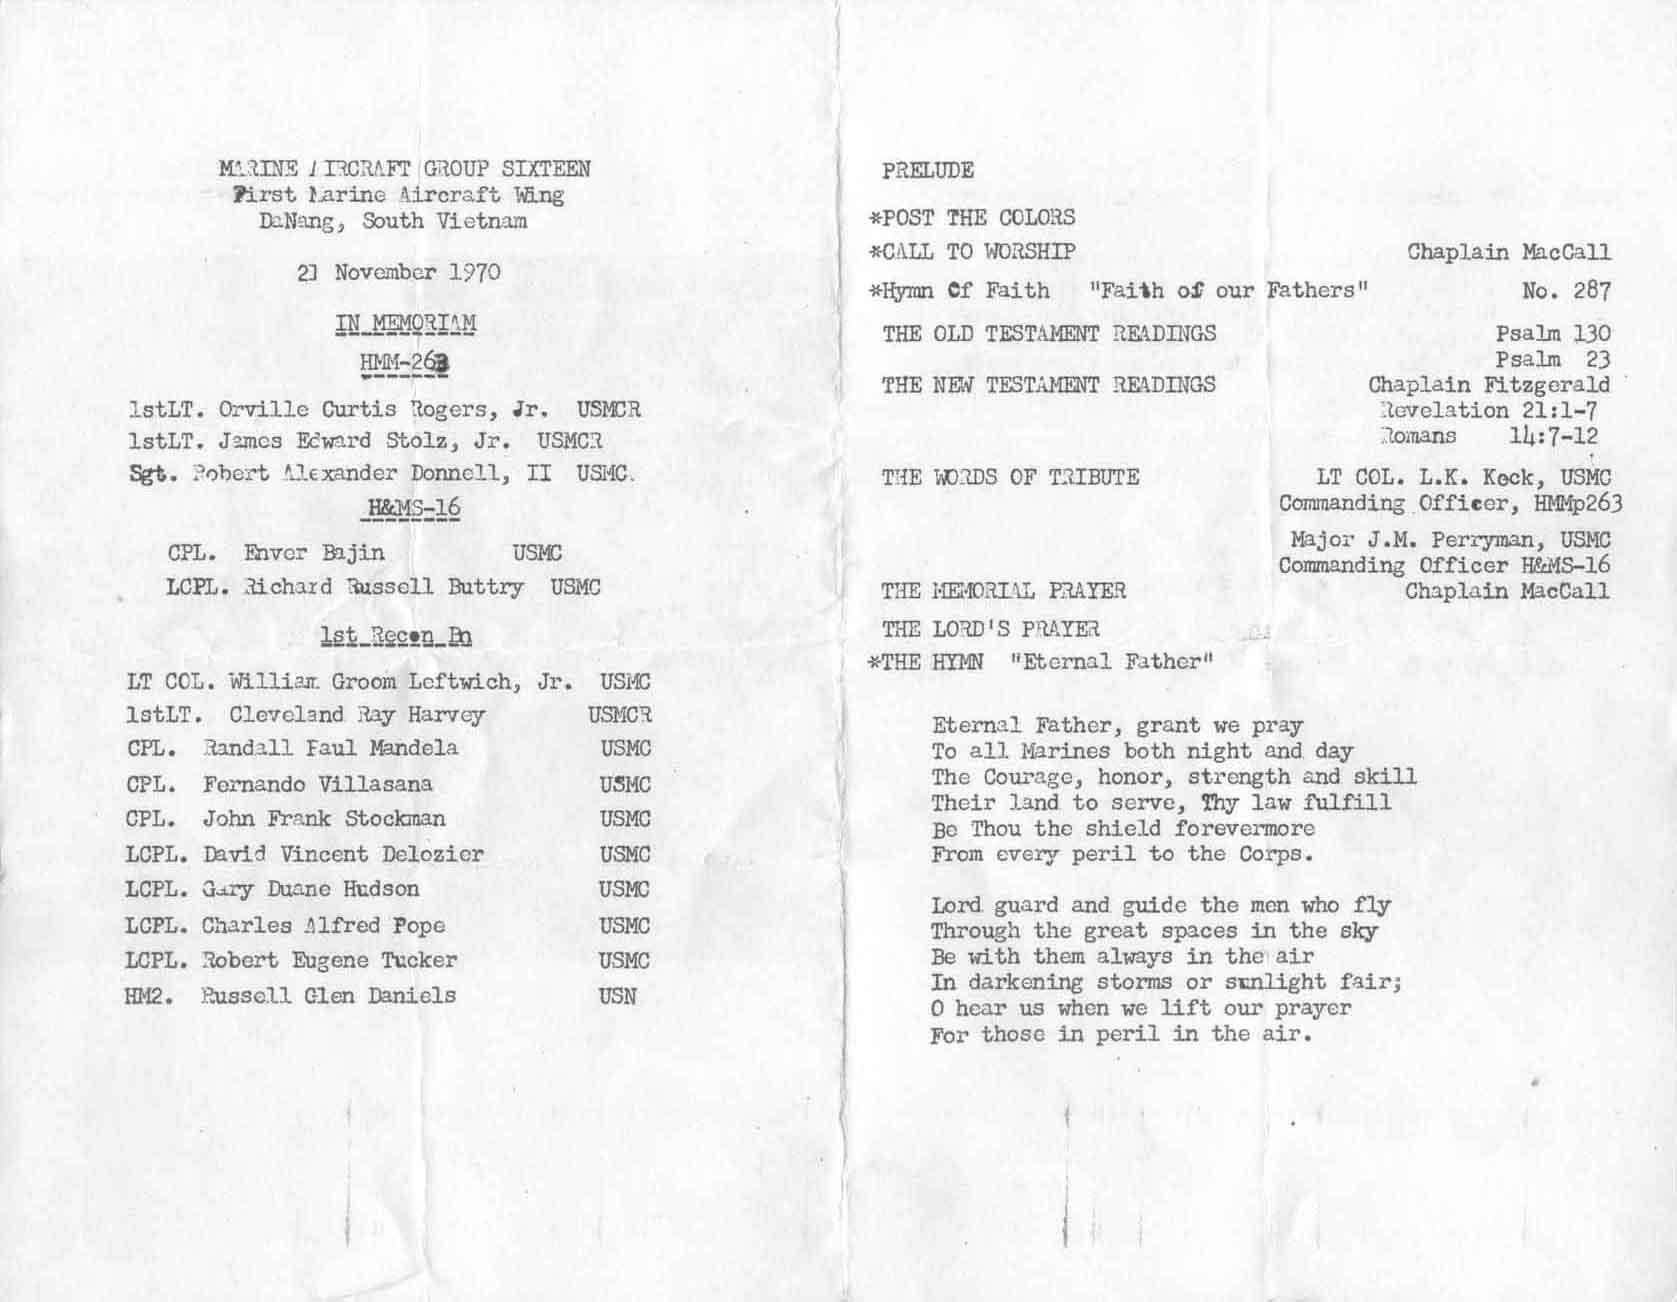 MARINE AIRCRAFT GROUP SIXTEEN
First Marine Aircraft Wing
DaNang, South Vietnam
21 November 1970
IN MEMORIAM
HMM-263
1stLT. Orville Curtis Rogers, Jr. USMCR
1stLT. James Edward Stolz, Jr. USMCR
Sgt. Robert Alexander Donnell, II USMC.
H&MS-16
CPL. Enver Bajin USMC
LCPL. Richard Russell Buttry USMC
1st Recon Bn
LT COL. William Groom Leftwich, Jr. USMC
1stLT. Cleveland Ray Harvey USMCR
CPL. Randall Paul Mandela USMC
CPL. Fernando Villasana USMC
CPL. John Frank Stockman USMC
LCPL. David Vincent Delozier USMC
LCPL. Gary Duane Hudson USMC
LCPL. Charles Alfred Pope USMC
LCPL. Robert Eugene Tucker USMC
HM2. Russell Glen Daniels USN
PRELUDE
*POST THE COLORS
*CALL TO WORSHIP Chaplain MacCall
*Hymn Of Faith "Faith of our Fathers" No. 287
THE OLD TESTAMENT READINGS Psalm 130
Psalm 23
THE NEW TESTAMENT READINGS Chaplain Fitzgerald
Revelation 21:1-7
Romans 14:7-12
THE WORDS OF TRIBUTE LT COL. L.K. Keck, USMC
Commanding Officer, HMMp263
Major J.M. Perryman, USMC
Commanding Officer H&MS-16
THE MEMORIAL PRAYER Chaplain MacCall
THE LORD'S PRAYER
*THE HYMN "Eternal Father"
Eternal Father, grant we pray
To all Marines both night and day
The Courage, honor, strength and skill
Their land to serve, Thy law fulfill
Be Thou the shield forevermore
From every peril to the Corps.
Lord guard and guide the men who fly
Through the great spaces in the sky
Be with them always in the air
In darkening storms or sunlight fair;
O hear us when we lift our prayer
For those in peril in the air.